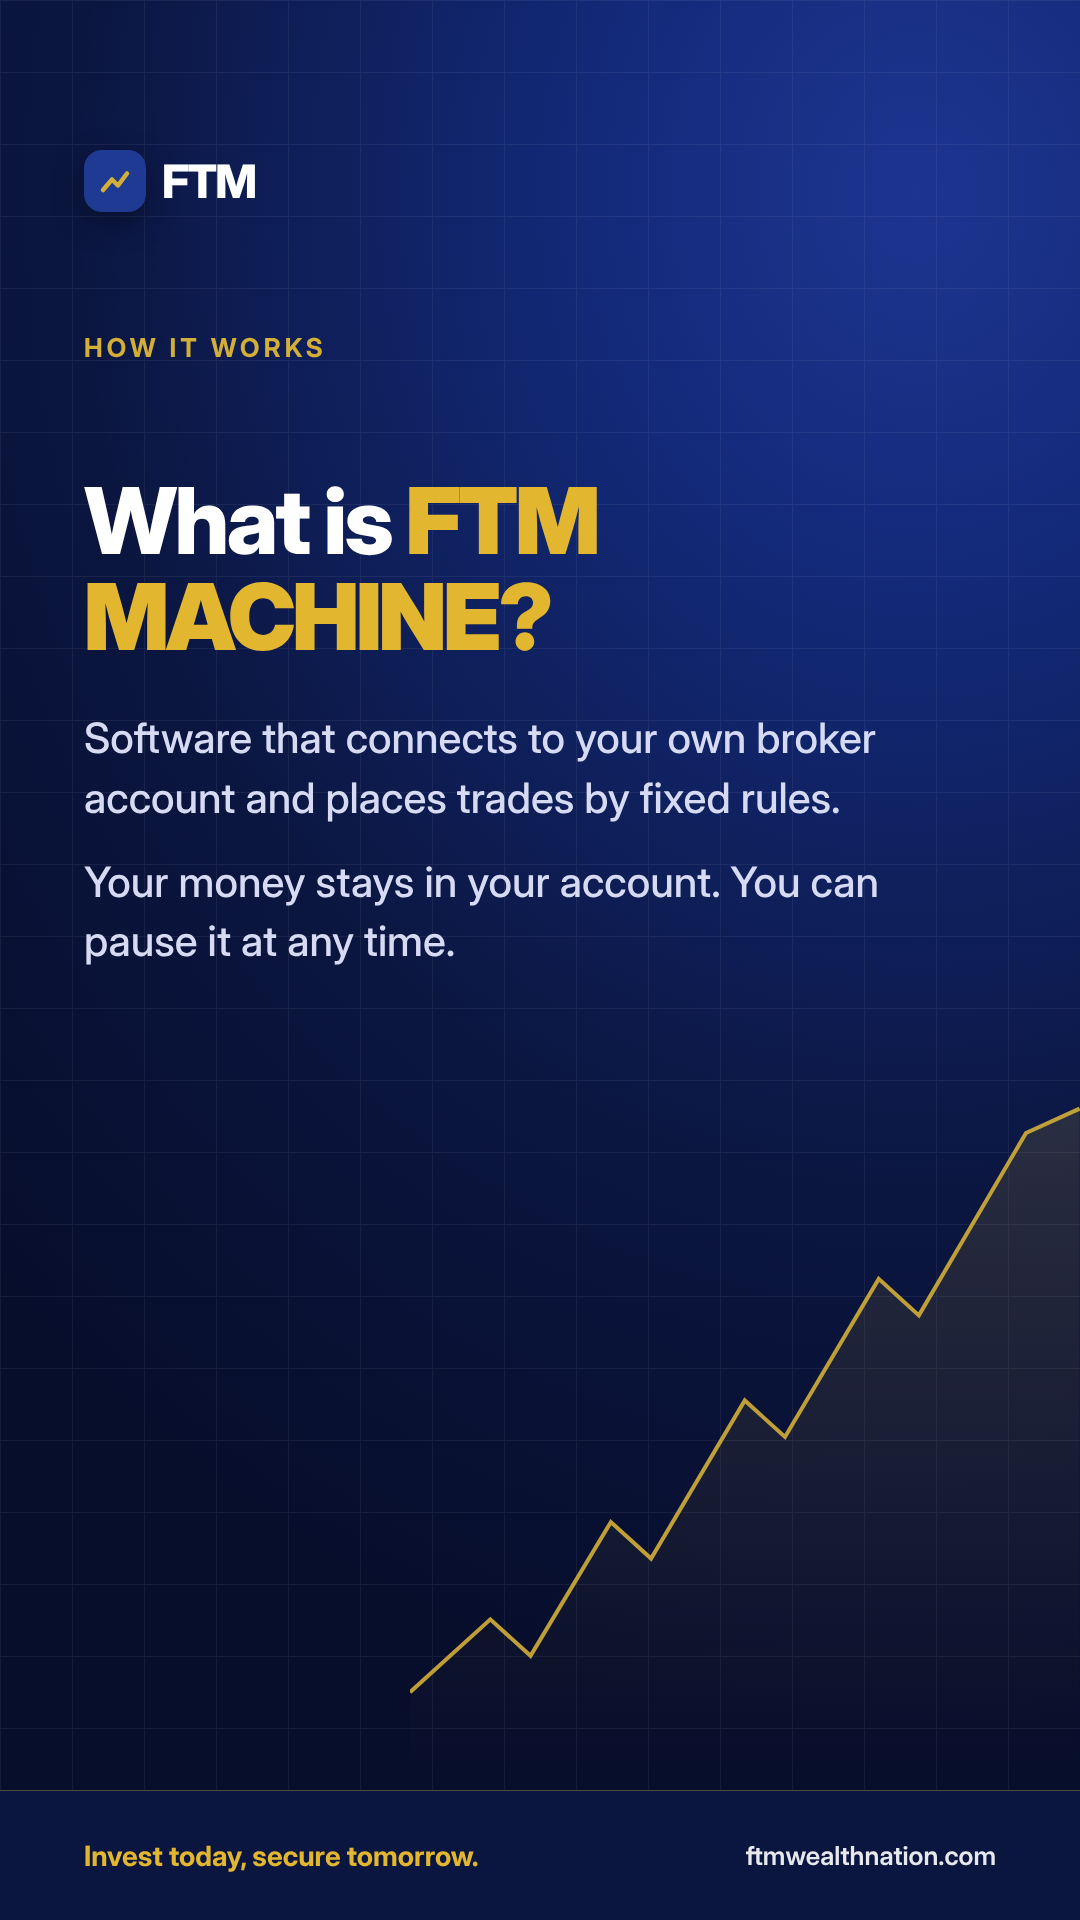 FTM
HOW IT WORKS
What is FTM
MACHINE?
Software that connects to your own broker
account and places trades by fixed rules.
Your money stays in your account. You can
pause it at any time.
Invest today, secure tomorrow.
ftmwealthnation.com